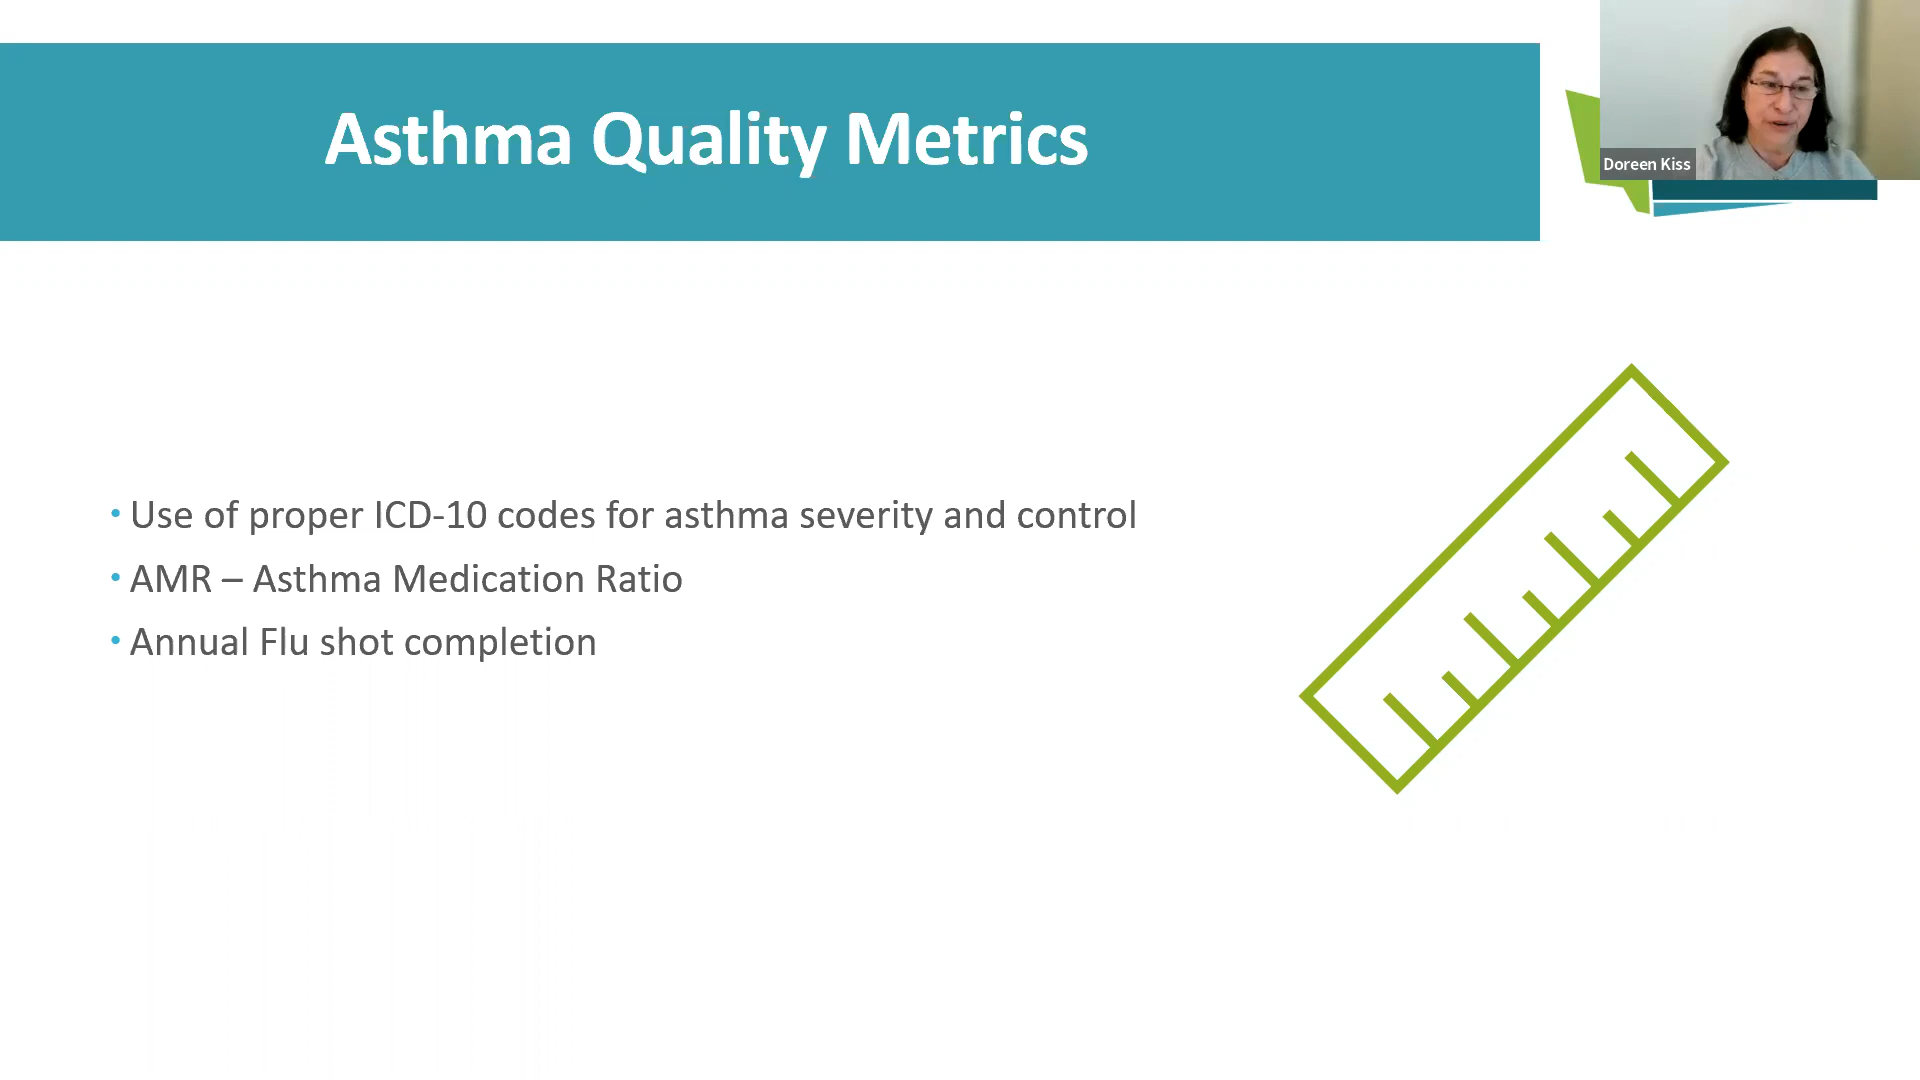 Asthma Quality Metrics
Doreen Kiss
• Use of proper ICD-10 codes for asthma severity and control
• AMR – Asthma Medication Ratio
• Annual Flu shot completion